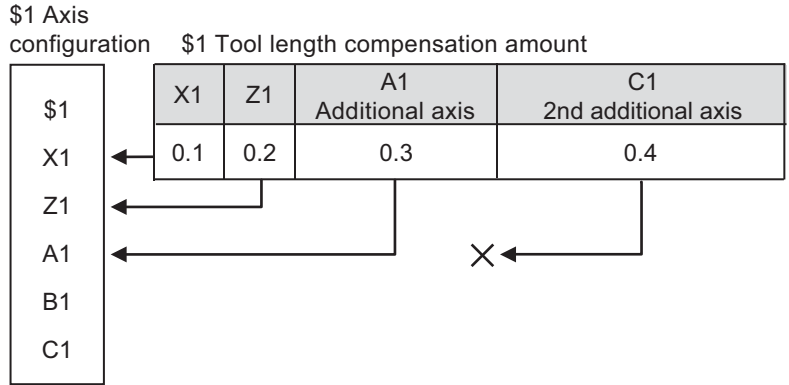 $1 Axis
configuration
$1 Tool length compensation amount
$1
X1
Z1
A1
B1
C1
X1
Z1
A1
Additional axis
C1
2nd additional axis
0.1
0.2
0.3
0.4